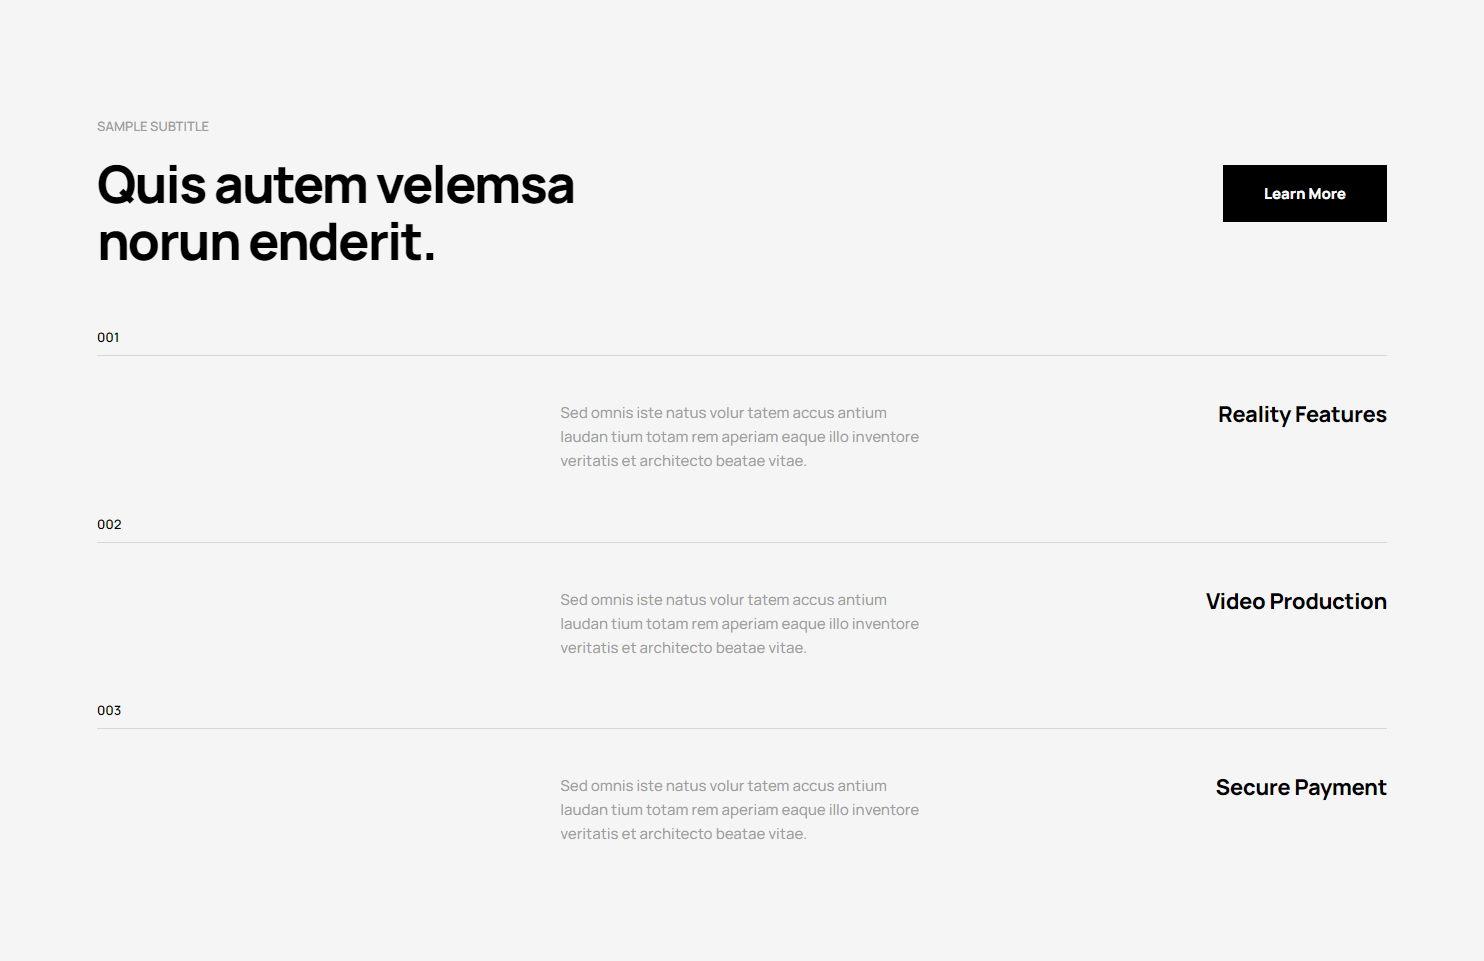 SAMPLE SUBTITLE
Quis autem velemsa
norun enderit.
Learn More
001
Sed omnis iste natus volur tatem accus antium
laudan tium totam rem aperiam eaque illo inventore
veritatis et architecto beatae vitae.
Reality Features
002
Sed omnis iste natus volur tatem accus antium
laudan tium totam rem aperiam eaque illo inventore
veritatis et architecto beatae vitae.
Video Production
003
Sed omnis iste natus volur tatem accus antium
laudan tium totam rem aperiam eaque illo inventore
veritatis et architecto beatae vitae.
Secure Payment